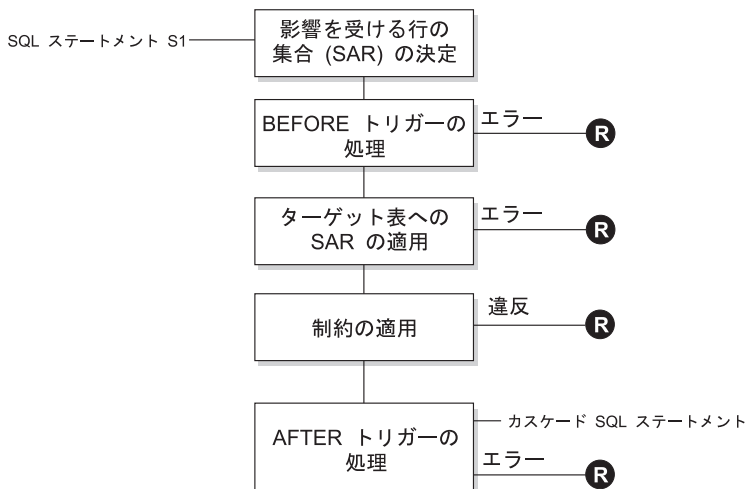 SQL ステートメント S1
影響を受ける行の
集合 (SAR) の決定
BEFORE トリガーの
処理
エラー
R
ターゲット表への
SAR の適用
エラー
R
制約の適用
違反
R
AFTER トリガーの
処理
カスケード SQL ステートメント
エラー
R